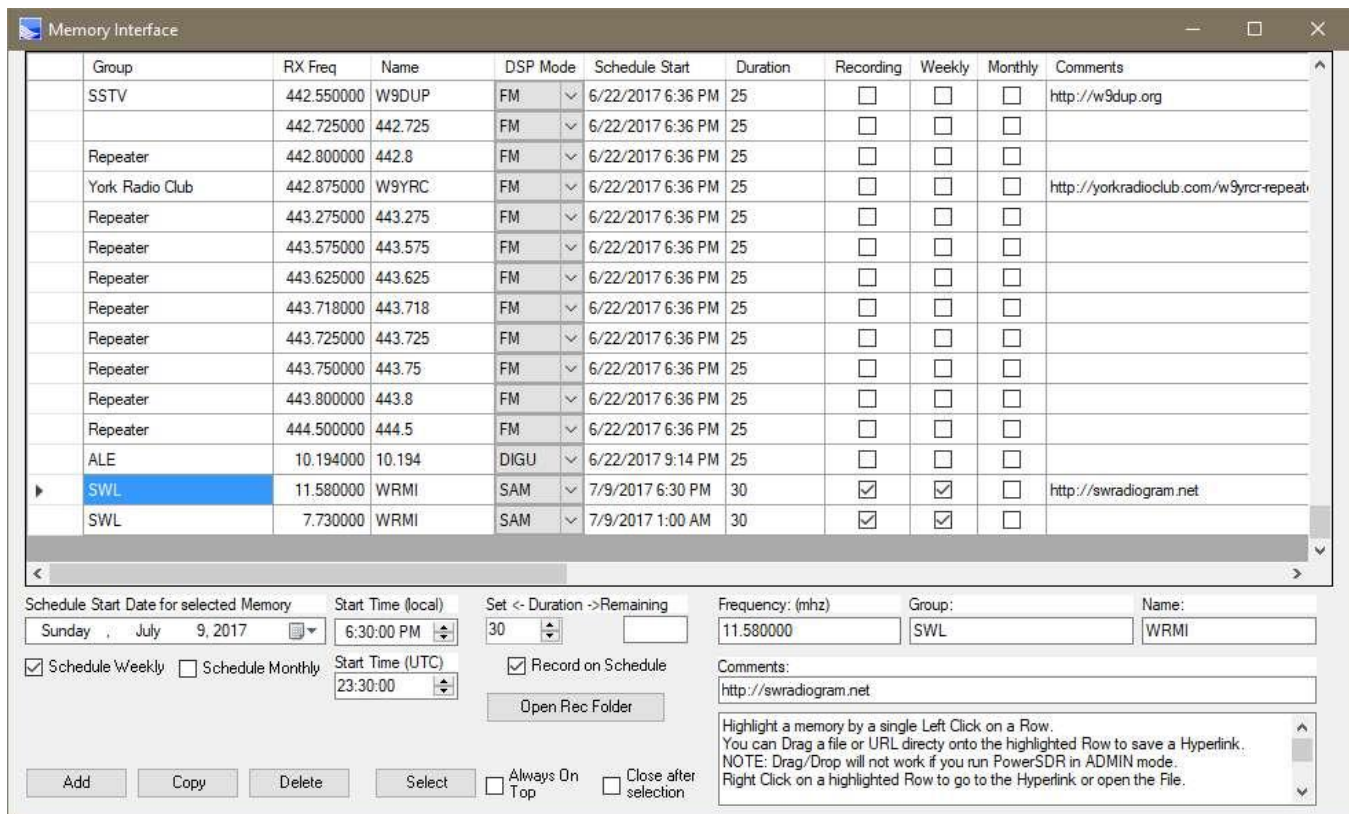 Memory Interface
Group RX Freq Name DSP Mode Schedule Start Duration Recording Weekly Monthly Comments
SSTV 442.550000 W9DUP FM 6/22/2017 6:36 PM 25 http://w9dup.org
442.725000 442.725 FM 6/22/2017 6:36 PM 25
Repeater 442.800000 442.8 FM 6/22/2017 6:36 PM 25
York Radio Club 442.875000 W9YRC FM 6/22/2017 6:36 PM 25 http://yorkradioclub.com/w9yrcr-repeat
Repeater 443.275000 443.275 FM 6/22/2017 6:36 PM 25
Repeater 443.575000 443.575 FM 6/22/2017 6:36 PM 25
Repeater 443.625000 443.625 FM 6/22/2017 6:36 PM 25
Repeater 443.718000 443.718 FM 6/22/2017 6:36 PM 25
Repeater 443.725000 443.725 FM 6/22/2017 6:36 PM 25
Repeater 443.750000 443.75 FM 6/22/2017 6:36 PM 25
Repeater 443.800000 443.8 FM 6/22/2017 6:36 PM 25
Repeater 444.500000 444.5 FM 6/22/2017 6:36 PM 25
ALE 10.194000 10.194 DIGU 6/22/2017 9:14 PM 25
SWL 11.580000 WRMI SAM 7/9/2017 6:30 PM 30 http://swradiogram.net
SWL 7.730000 WRMI SAM 7/9/2017 1:00 AM 30
Schedule Start Date for selected Memory Start Time (local) Set <- Duration ->Remaining Frequency: (mhz) Group: Name:
Sunday , July 9, 2017 6:30:00 PM 30 11.580000 SWL WRMI
Schedule Weekly Schedule Monthly Start Time (UTC) Record on Schedule Comments:
23:30:00 http://swradiogram.net
Open Rec Folder
Highlight a memory by a single Left Click on a Row.
You can Drag a file or URL directy onto the highlighted Row to save a Hyperlink.
NOTE: Drag/Drop will not work if you run PowerSDR in ADMIN mode.
Right Click on a highlighted Row to go to the Hyperlink or open the File.
Add Copy Delete Select Always On Top Close after selection